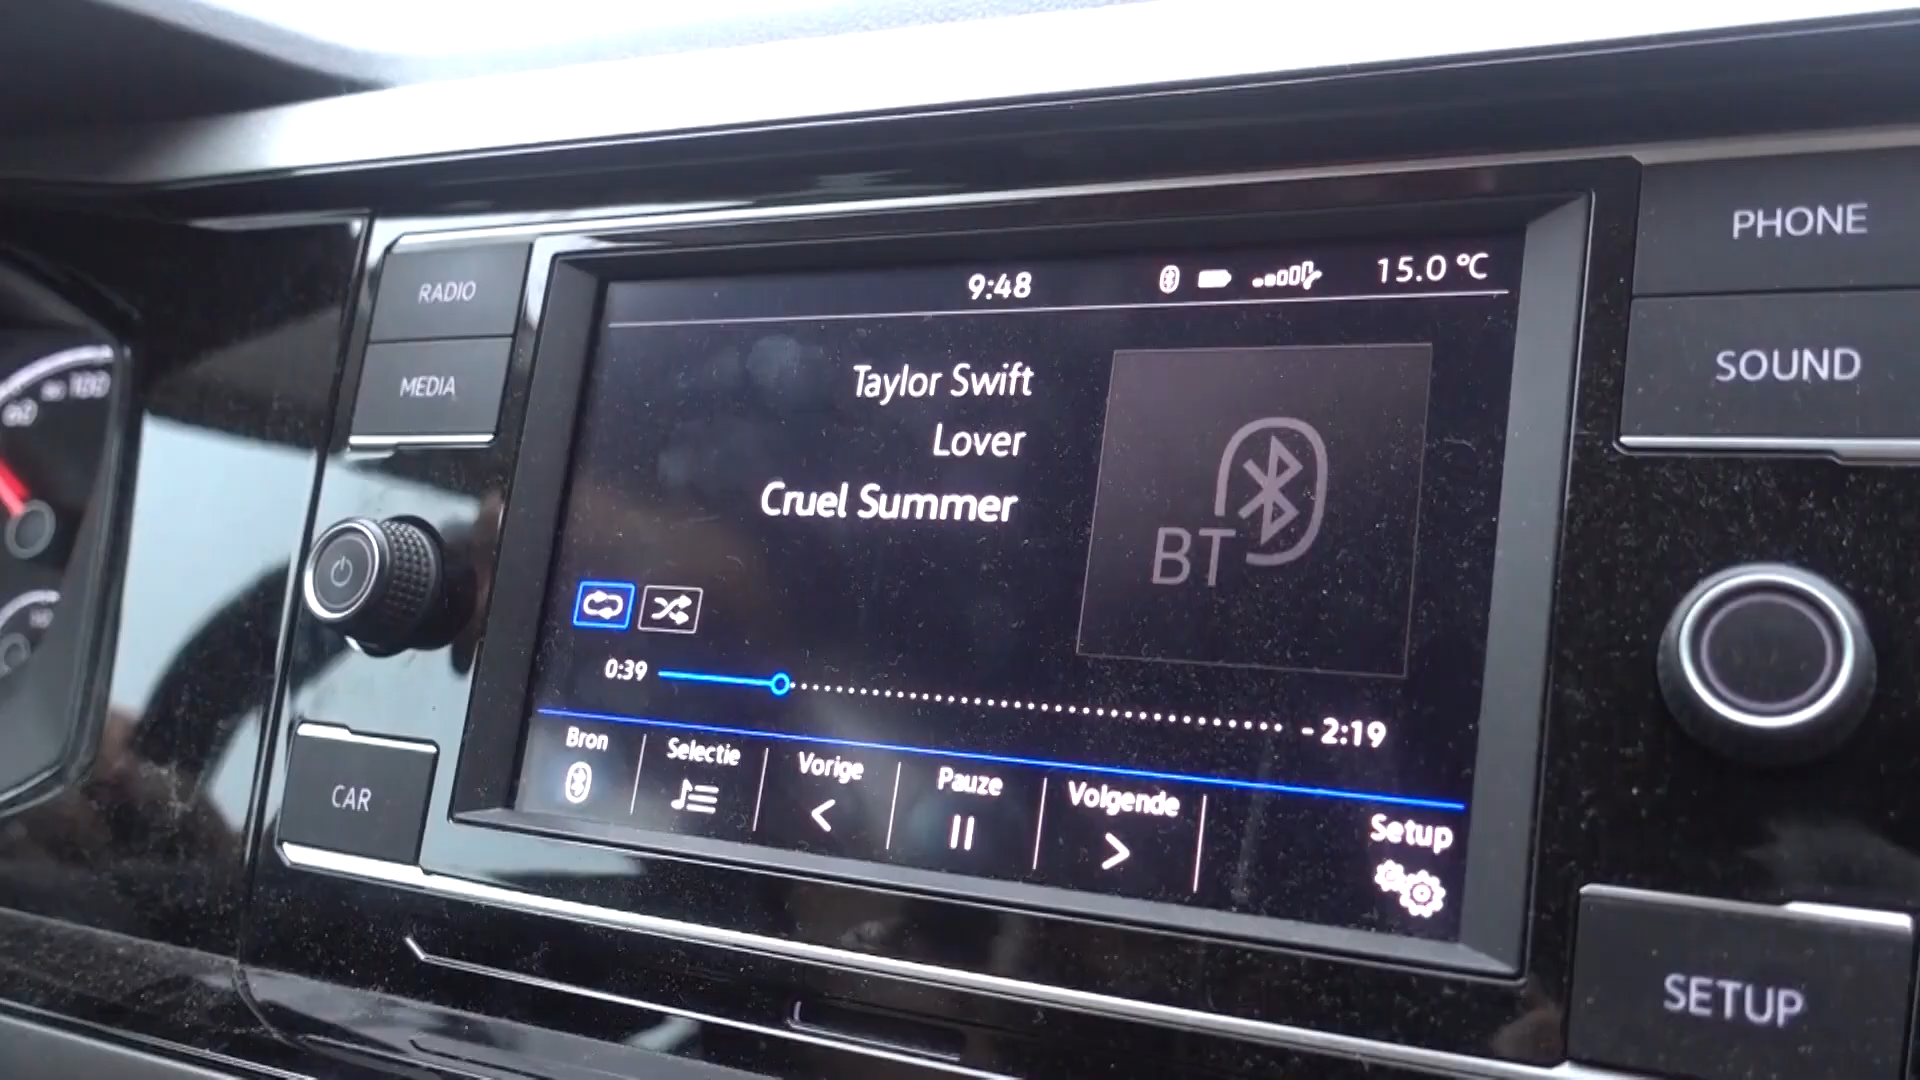 9:48
15.0 °C
RADIO
MEDIA
CAR
Taylor Swift
Lover
Cruel Summer
BT
0:39
- 2:19
Bron
Selectie
Vorige
Pauze
Volgende
Setup
PHONE
SOUND
SETUP
100